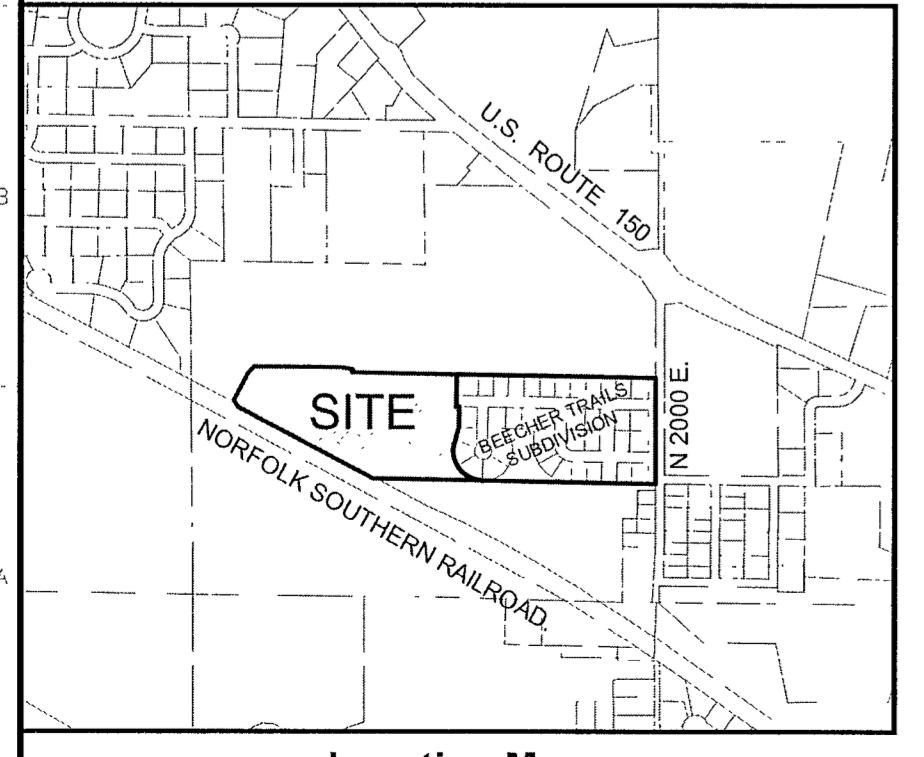 U.S. ROUTE 150
SITE
BEECHER TRAILS
SUBDIVISION
N 2000 E.
NORFOLK SOUTHERN RAILROAD.